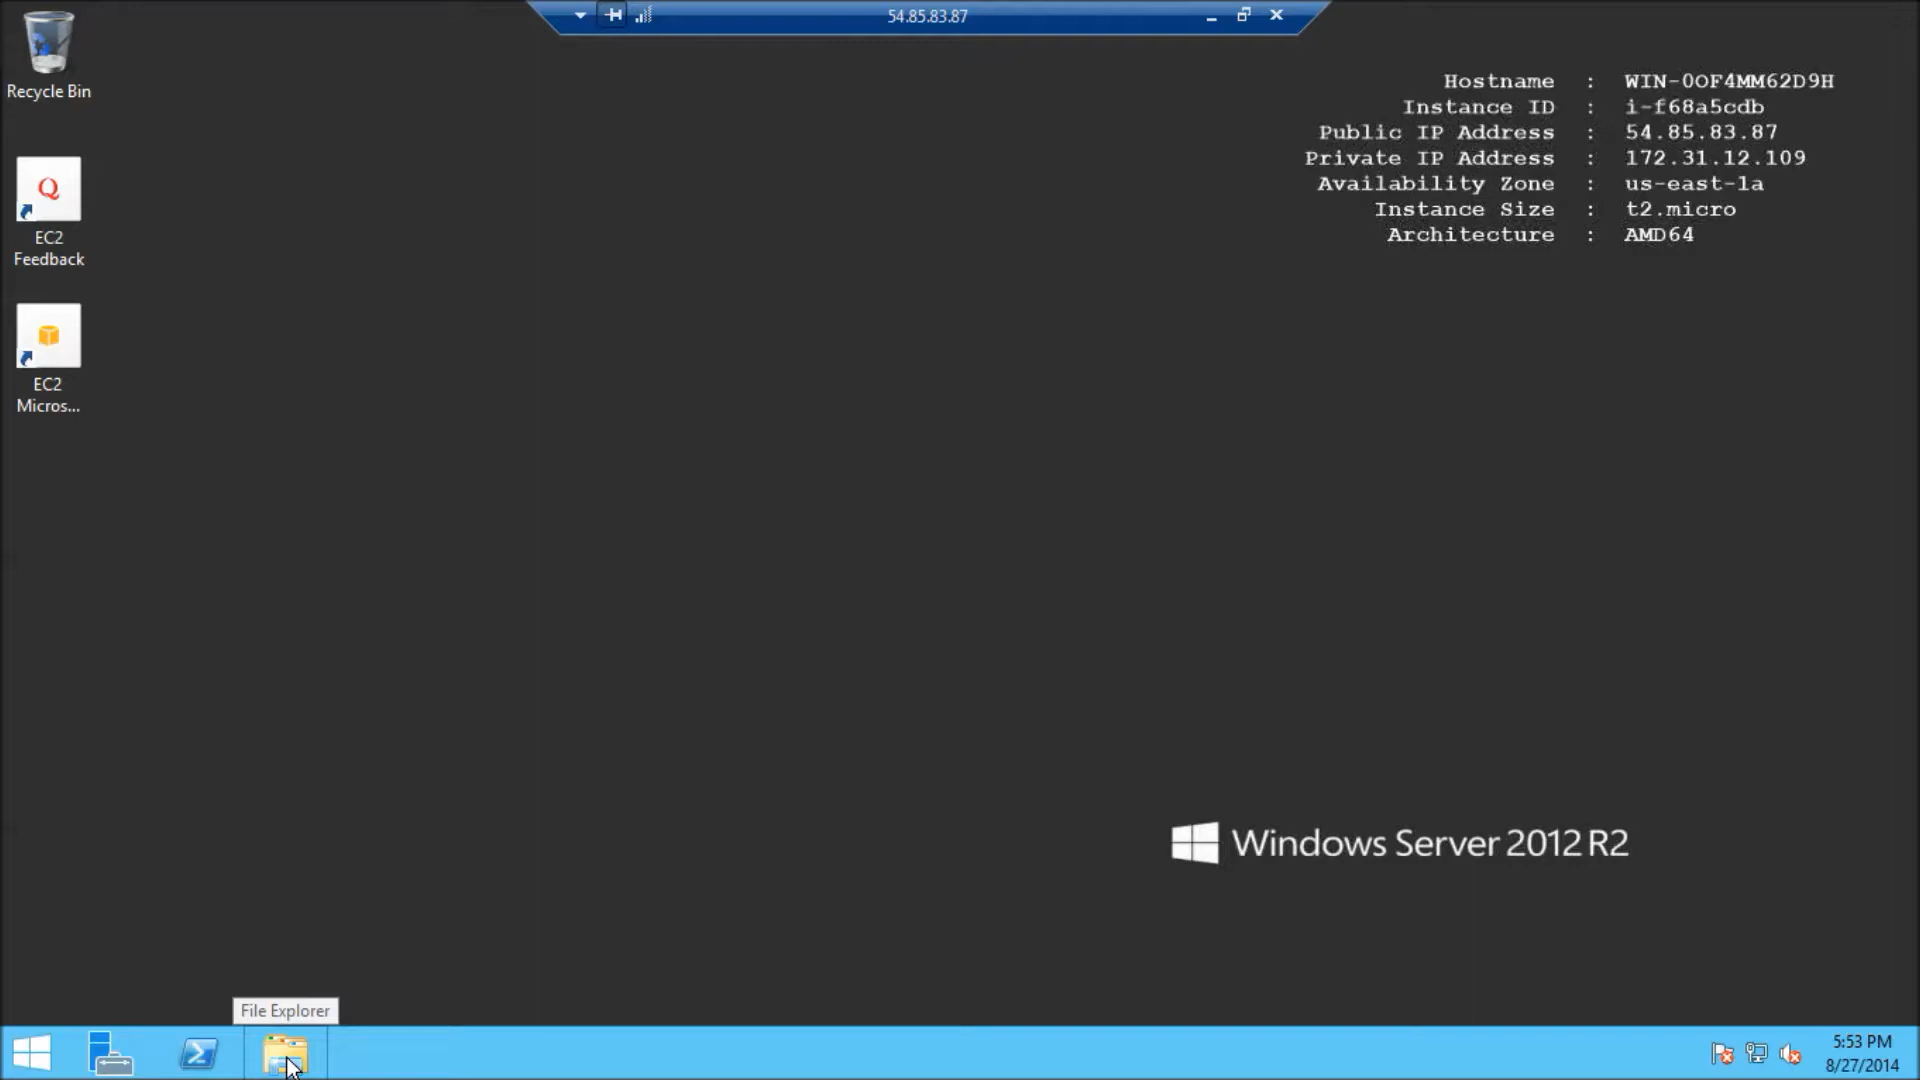 54.85.83.87
Recycle Bin
Hostname : WIN-0OF4MM62D9H
Instance ID : i-f68a5cdb
Public IP Address : 54.85.83.87
Private IP Address : 172.31.12.109
Availability Zone : us-east-1a
Instance Size : t2.micro
Architecture : AMD64
Q
EC2
Feedback
EC2
Micros...
Windows Server 2012 R2
File Explorer
5:53 PM
8/27/2014